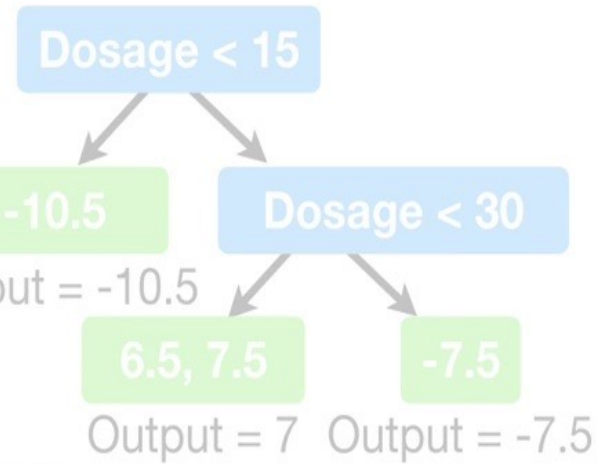 Dosage < 15
-10.5
Dosage < 30
= -10.5
6.5, 7.5
-7.5
Output = 7
Output = -7.5